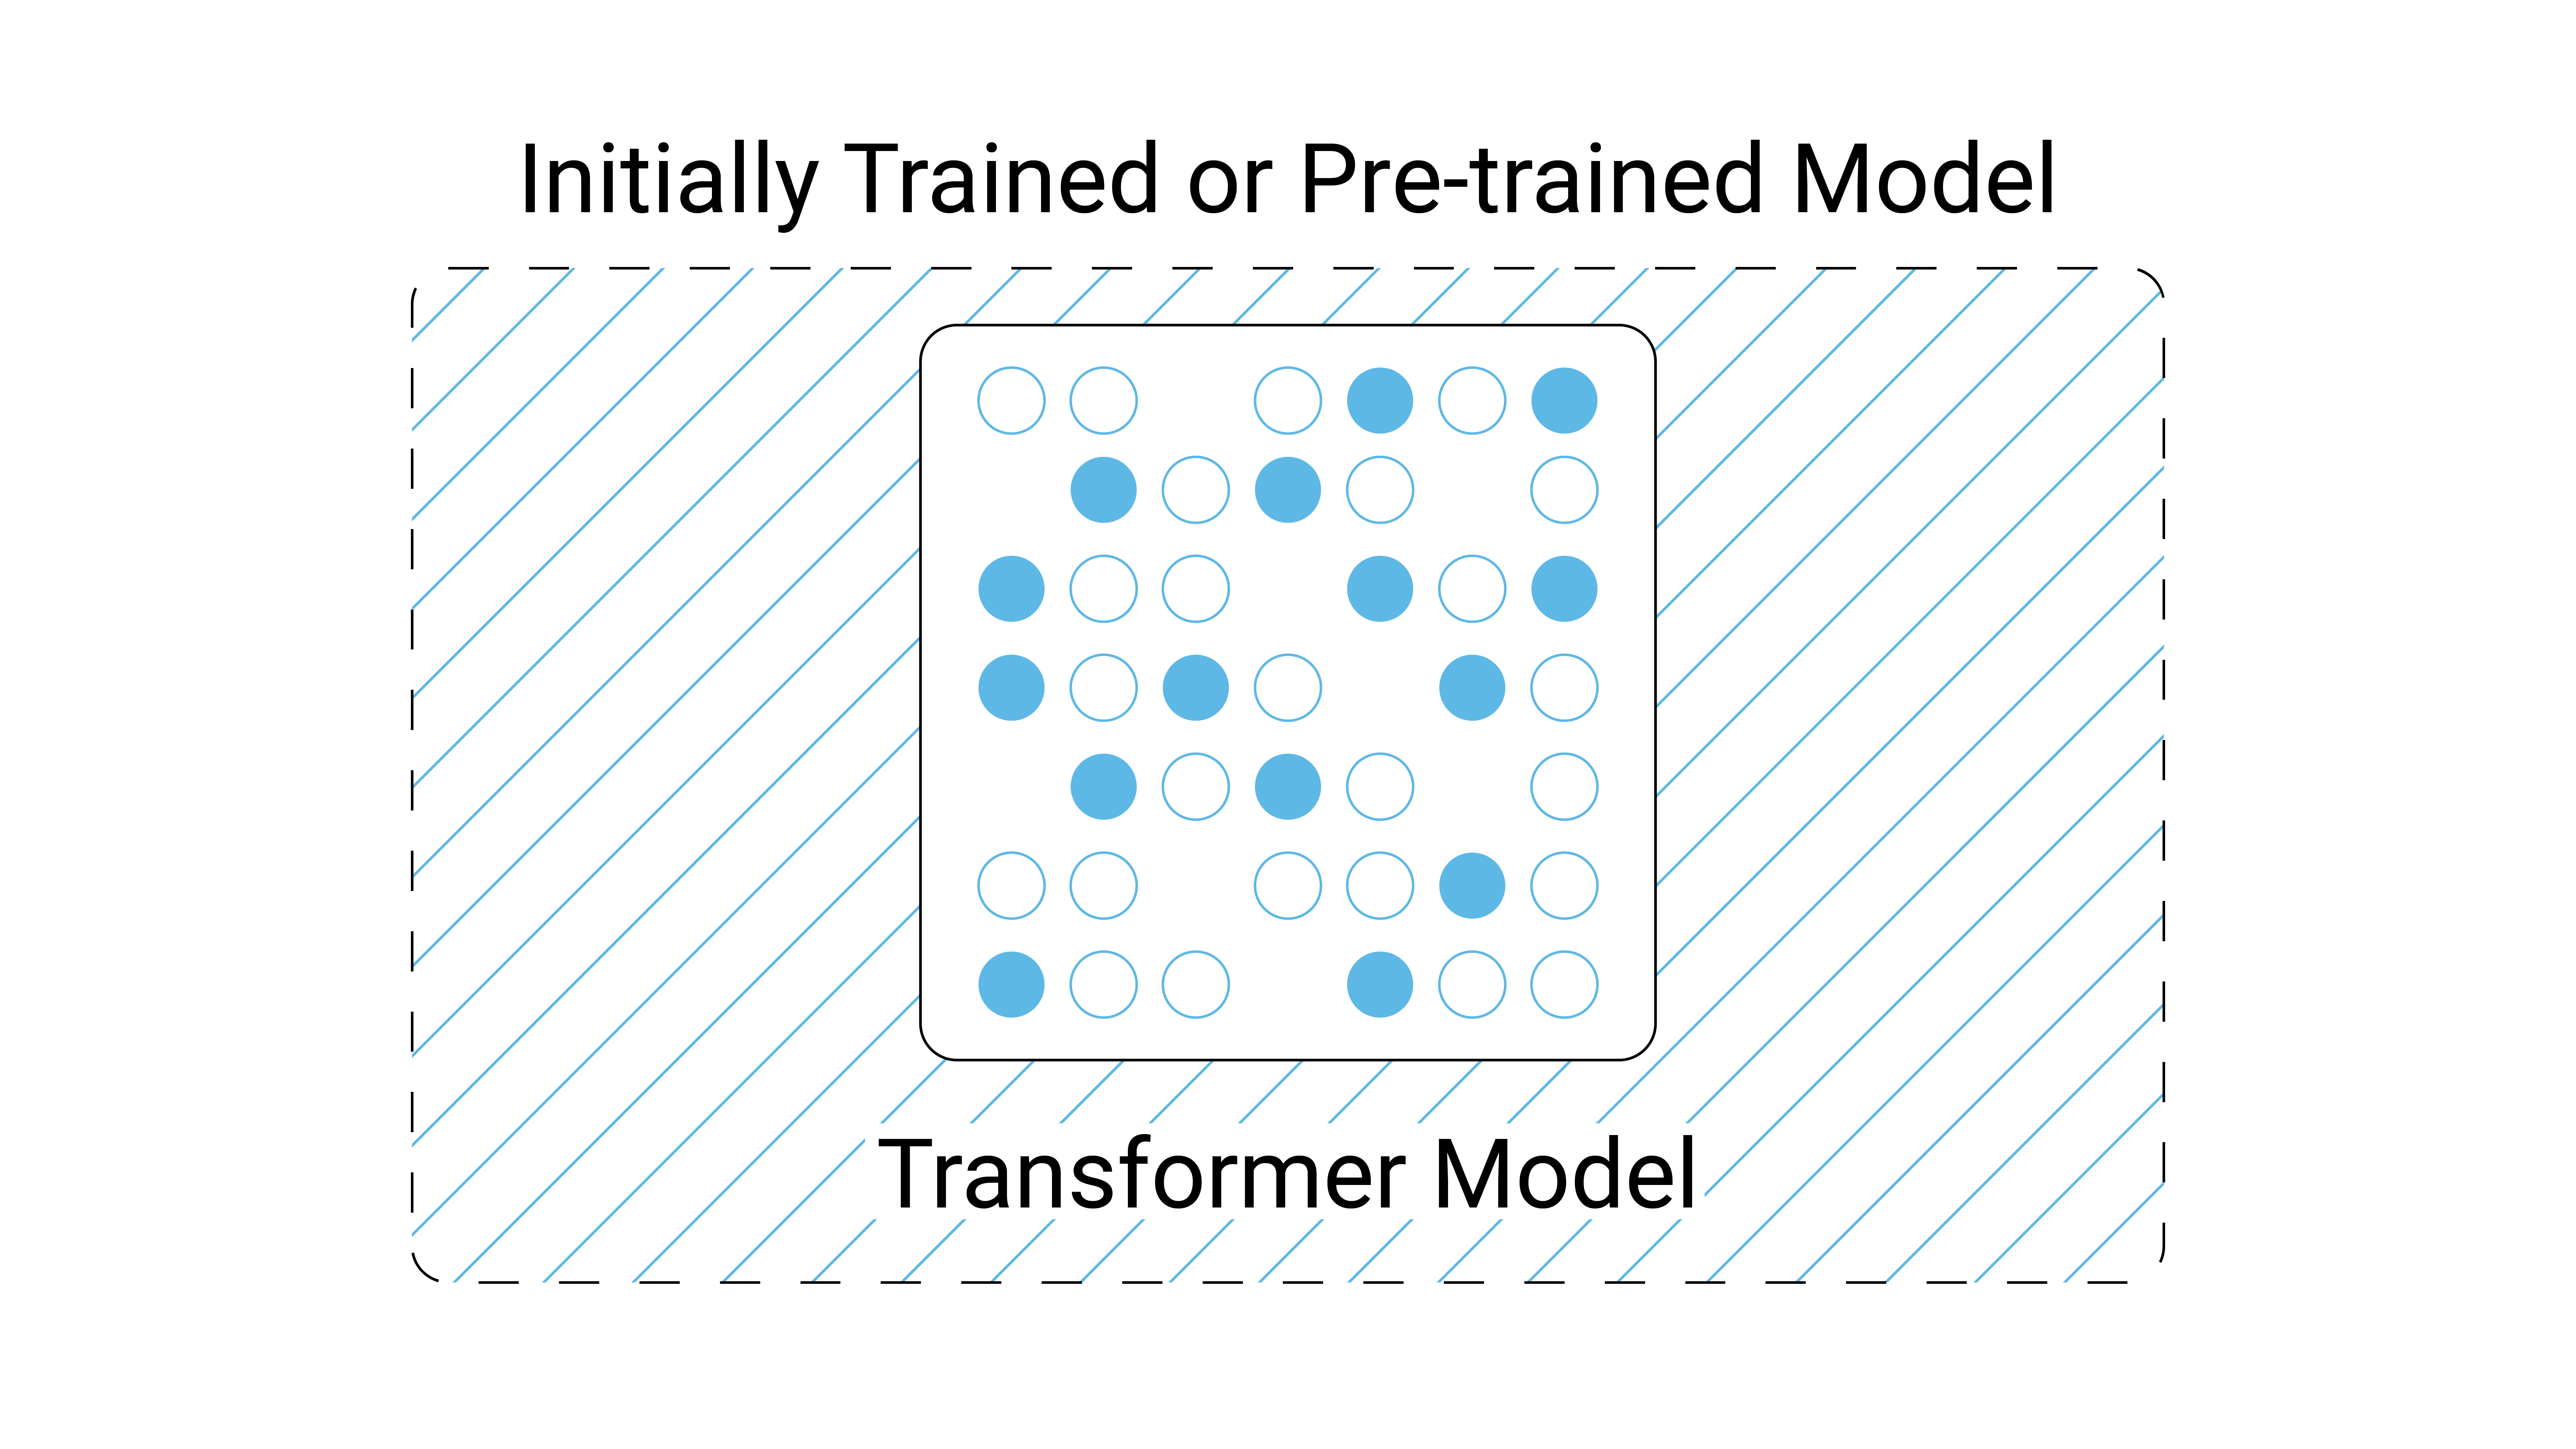 Initially Trained or Pre-trained Model
Transformer Model